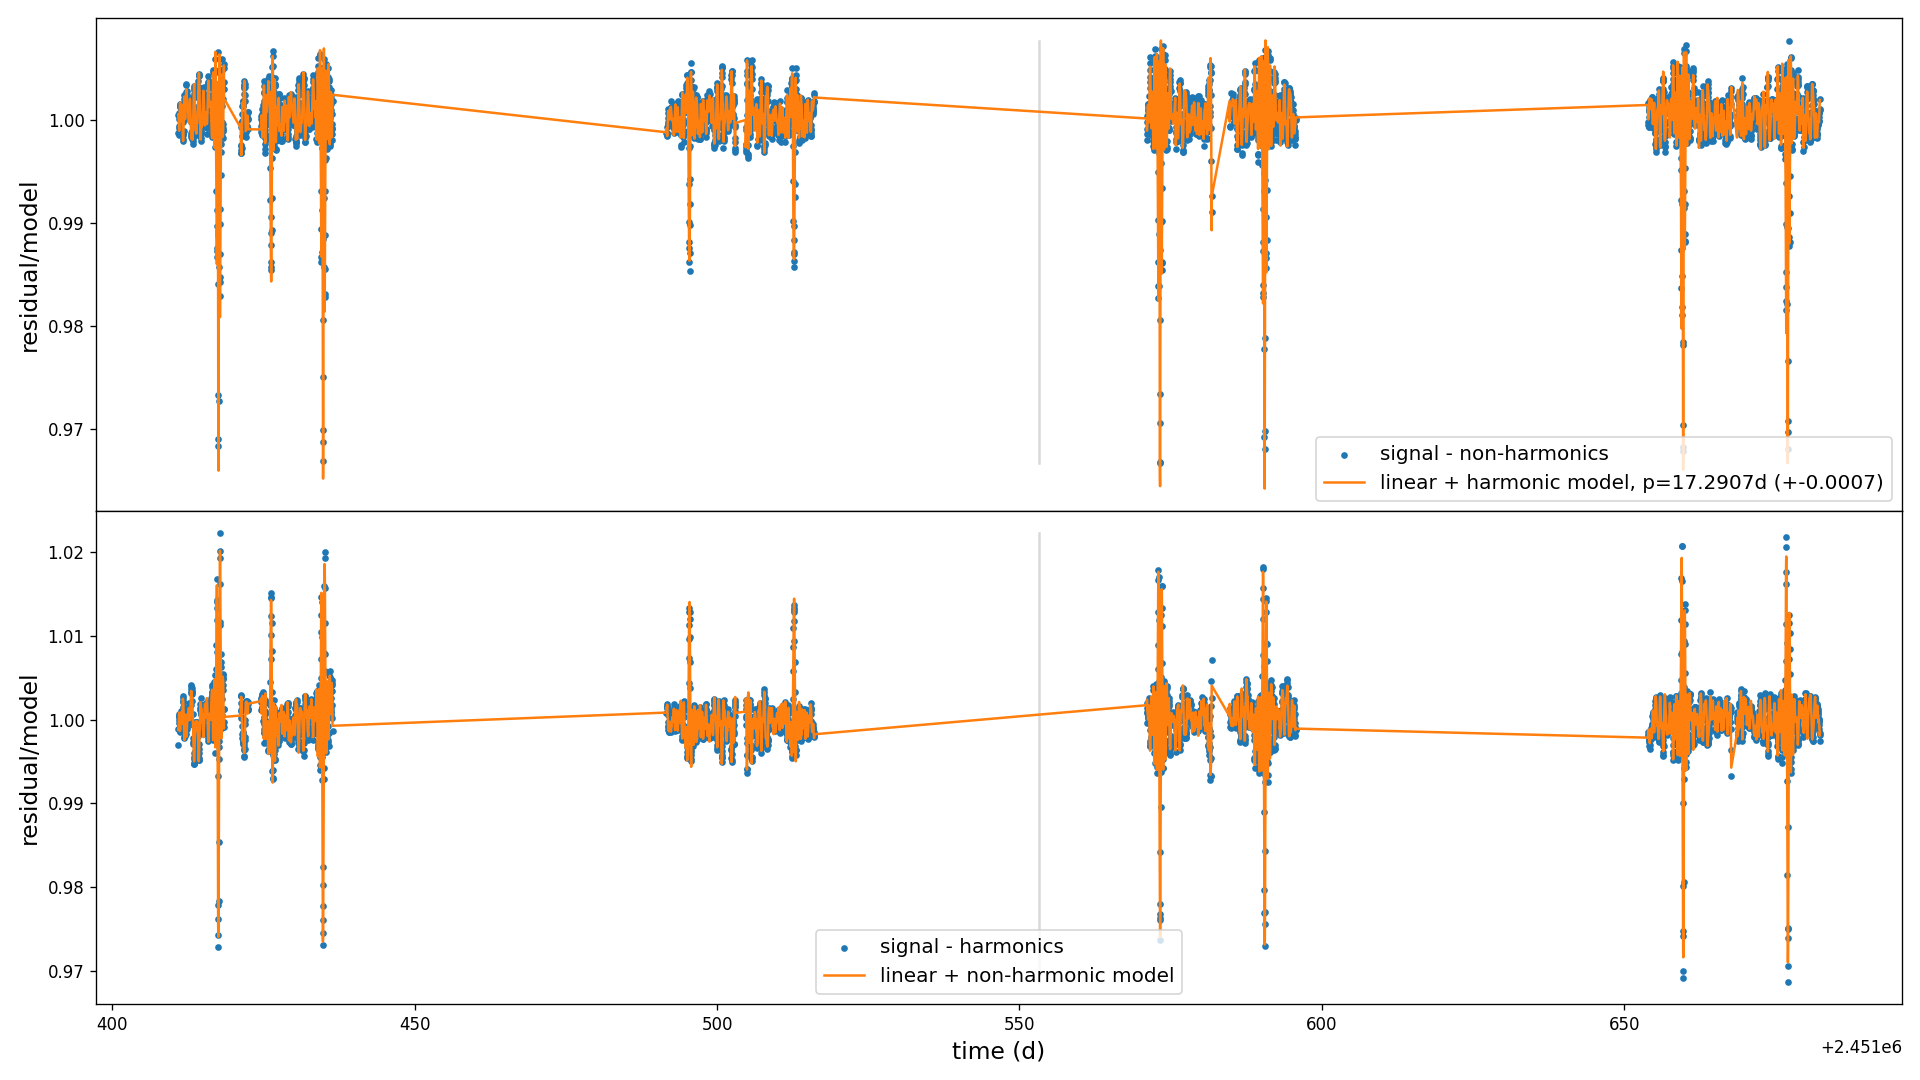 1.00
0.99
0.98
0.97
residual/model
signal - non-harmonics
linear + harmonic model, p=17.2907d (+-0.0007)
1.02
1.01
1.00
0.99
0.98
0.97
residual/model
signal - harmonics
linear + non-harmonic model
400 450 500 550 600 650
time (d)
+2.451e6